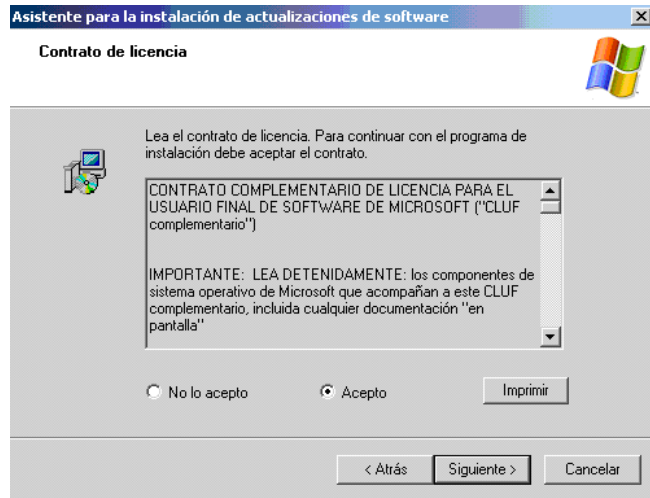 Asistente para la instalación de actualizaciones de software
Contrato de licencia
Lea el contrato de licencia. Para continuar con el programa de
instalación debe aceptar el contrato.
CONTRATO COMPLEMENTARIO DE LICENCIA PARA EL
USUARIO FINAL DE SOFTWARE DE MICROSOFT ("CLUF
complementario")
IMPORTANTE: LEA DETENIDAMENTE: los componentes de
sistema operativo de Microsoft que acompañan a este CLUF
complementario, incluida cualquier documentación "en
pantalla"
No lo acepto Acepto Imprimir
< Atrás Siguiente > Cancelar